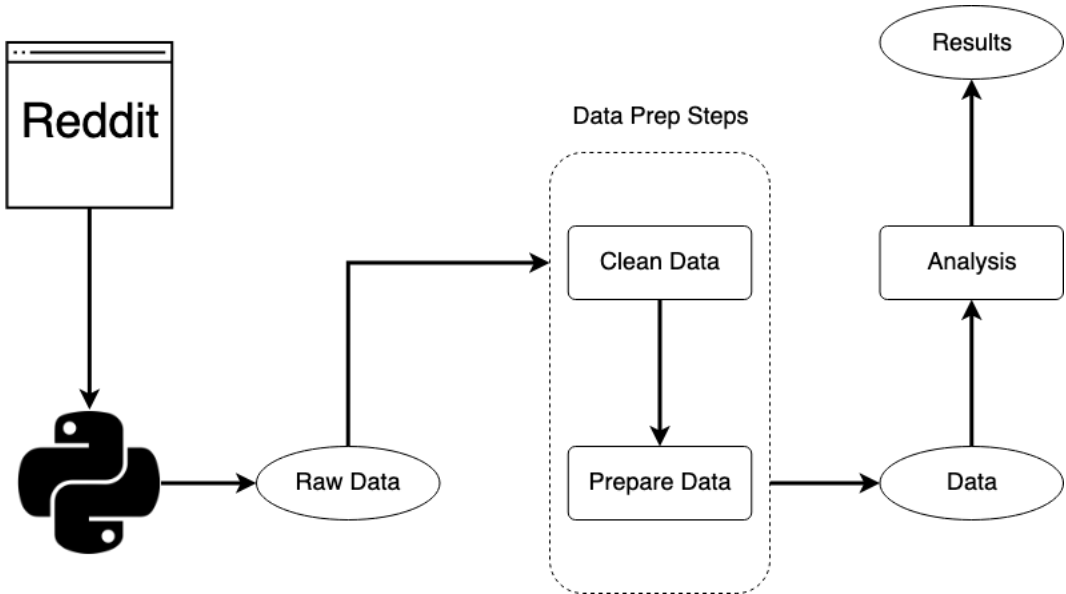 Reddit
Raw Data
Data Prep Steps
Clean Data
Prepare Data
Data
Analysis
Results